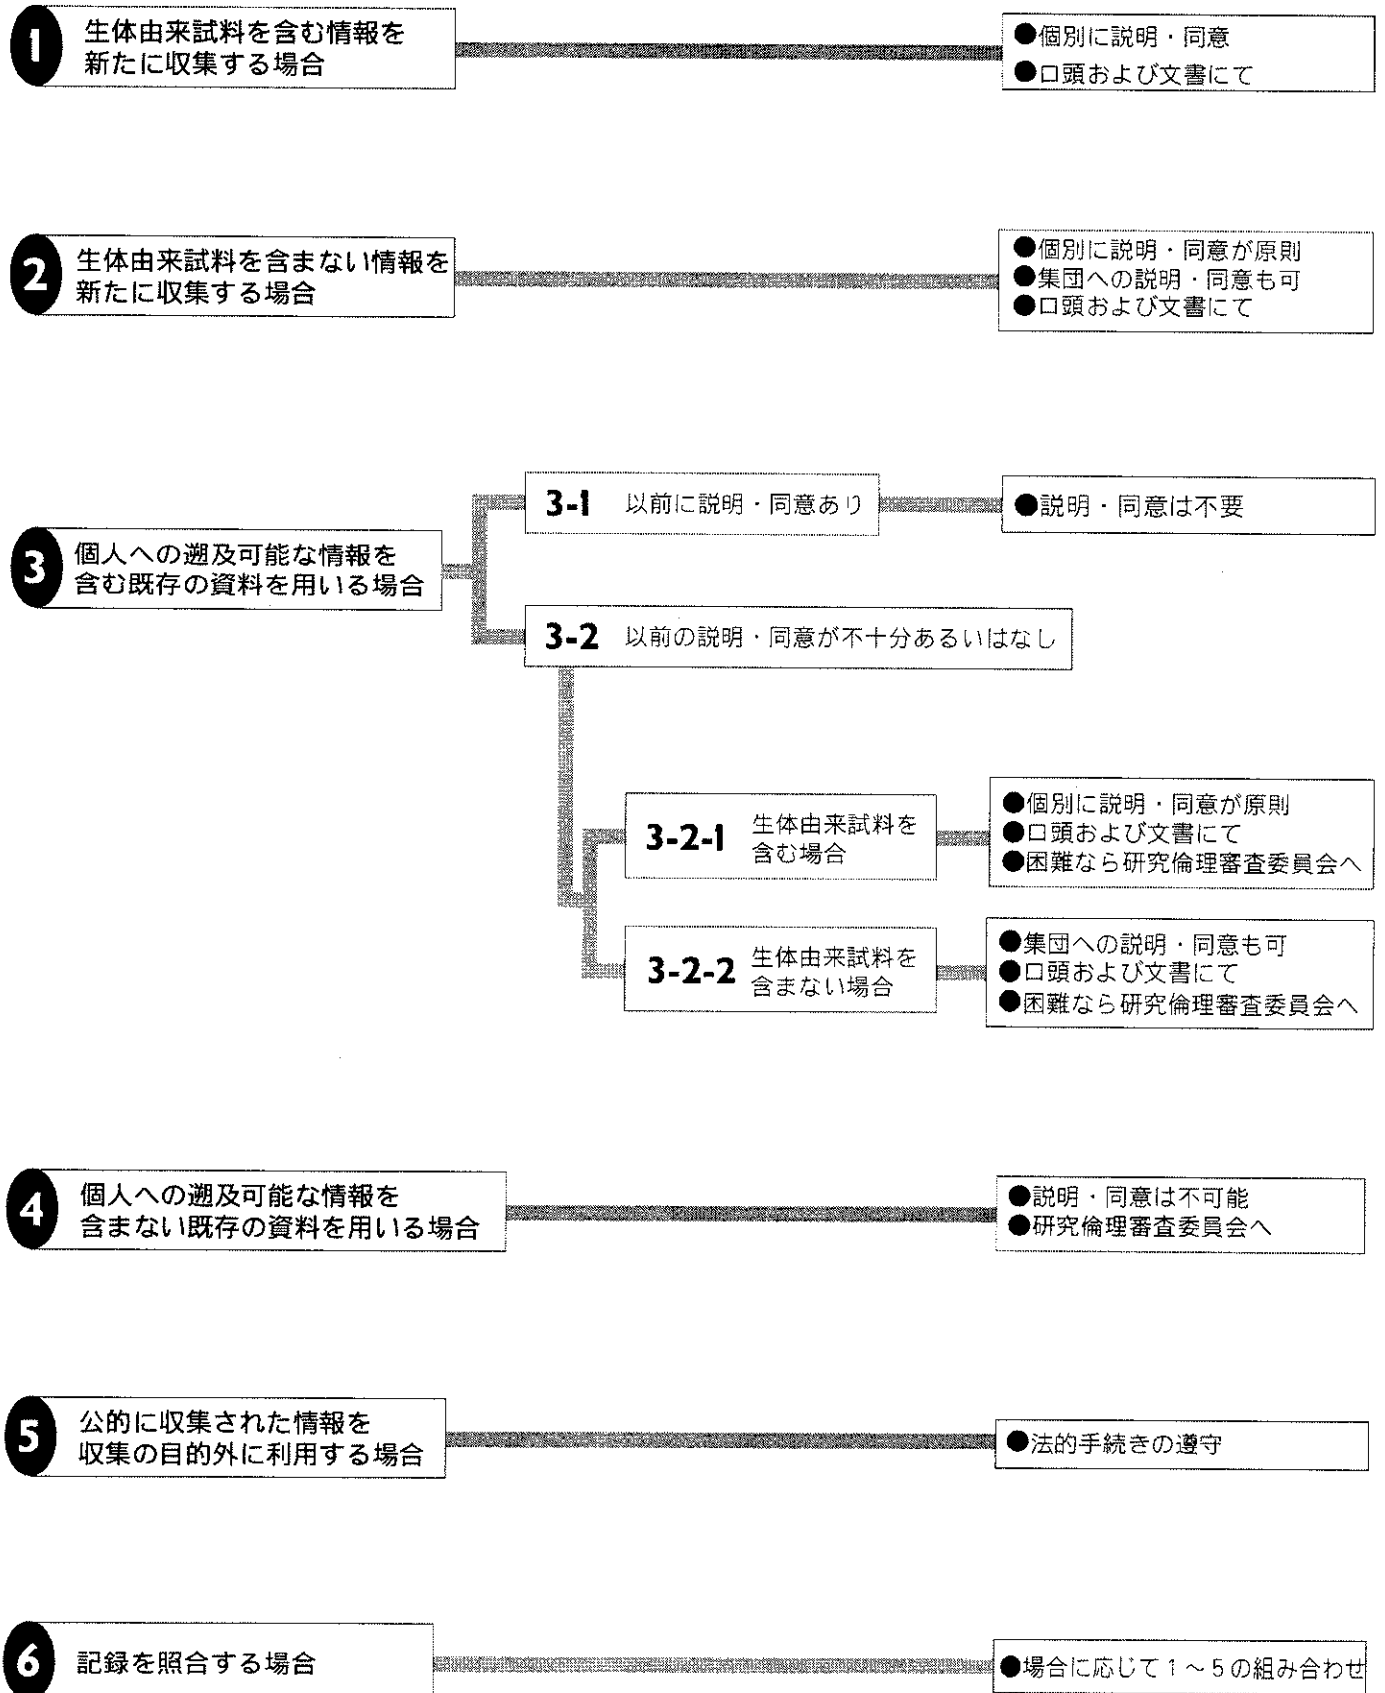 1
生体由来試料を含む情報を
新たに収集する場合
●個別に説明・同意
●口頭および文書にて
2
生体由来試料を含まない情報を
新たに収集する場合
●個別に説明・同意が原則
●集団への説明・同意も可
●口頭および文書にて
3
個人への遡及可能な情報を
含む既存の資料を用いる場合
3-1 以前に説明・同意あり
●説明・同意は不要
3-2 以前の説明・同意が不十分あるいはなし
3-2-1
生体由来試料を
含む場合
●個別に説明・同意が原則
●口頭および文書にて
●困難なら研究倫理審査委員会へ
3-2-2
生体由来試料を
含まない場合
●集団への説明・同意も可
●口頭および文書にて
●困難なら研究倫理審査委員会へ
4
個人への遡及可能な情報を
含まない既存の資料を用いる場合
●説明・同意は不可能
●研究倫理審査委員会へ
5
公的に収集された情報を
収集の目的外に利用する場合
●法的手続きの遵守
6
記録を照合する場合
●場合に応じて1～5の組み合わせ